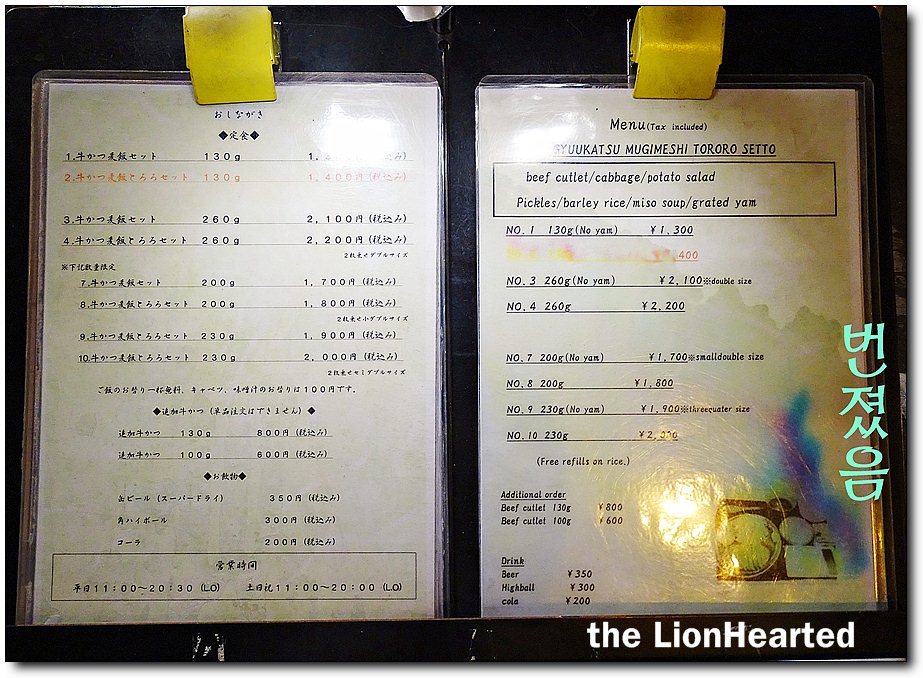 おしながき
◆定食◆
1.牛かつ麦飯セット 130g 1, (税込み)
2.牛かつ麦飯とろろセット 130g 1,400円(税込み)
3.牛かつ麦飯セット 260g 2,100円(税込み)
4.牛かつ麦飯とろろセット 260g 2,200円(税込み)
2枚乗せダブルサイズ
※下記数量限定
7.牛かつ麦飯セット 200g 1,700円(税込み)
8.牛かつ麦飯とろろセット 200g 1,800円(税込み)
2枚乗せ小ダブルサイズ
9.牛かつ麦飯セット 230g 1,900円(税込み)
10.牛かつ麦飯とろろセット 230g 2,000円(税込み)
2枚乗せセミダブルサイズ
ご飯のお替り一杯無料、キャベツ、味噌汁のお替りは100円です。
◆追加牛かつ(単品注文はできません)◆
追加牛かつ 130g 800円(税込み)
追加牛かつ 100g 600円(税込み)
◆お飲物◆
缶ビール(スーパードライ) 350円(税込み)
角ハイボール 300円(税込み)
コーラ 200円(税込み)
営業時間
平日11:00~20:30(LO) 土日祝11:00~20:00(LO)
Menu(Tax included)
GYUUKATSU MUGIMESHI TORORO SETTO
beef cutlet/cabbage/potato salad
Pickles/barley rice/miso soup/grated yam
NO.1 130g(No yam) ¥1,300
400
NO.3 260g(No yam) ¥2,100※double size
NO.4 260g ¥2,200
NO.7 200g(No yam) ¥1,700※smalldouble size
NO.8 200g ¥1,800
NO.9 230g(No yam) ¥1,900※threequater size
NO.10 230g ¥2,000
(Free refills on rice.)
Additional order
Beef cutlet 130g ¥800
Beef cutlet 100g ¥600
Drink
Beer ¥350
Highball ¥300
cola ¥200
번졌음
the LionHearted